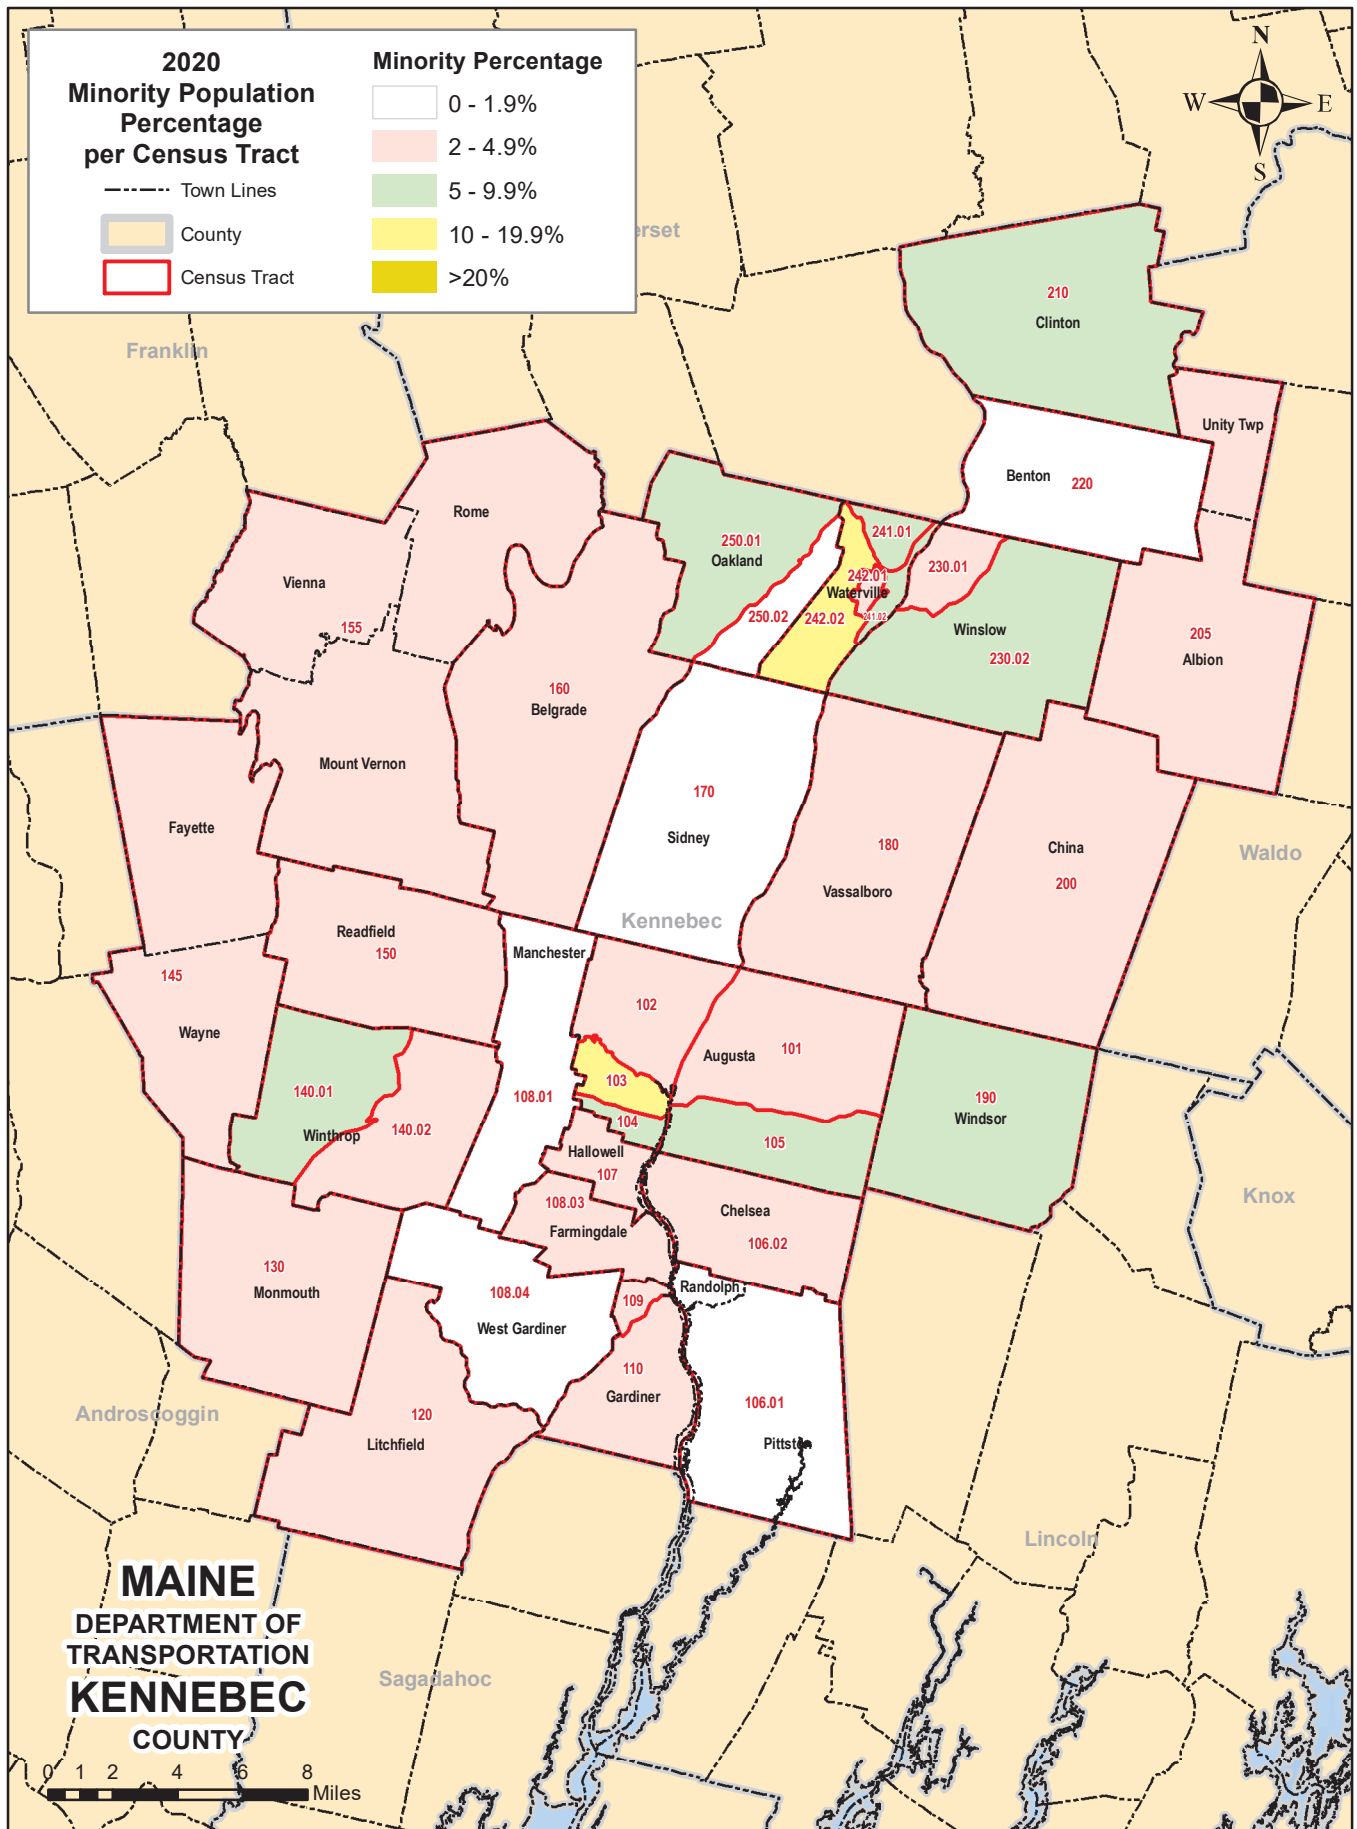 2020
Minority Population
Percentage
per Census Tract
Town Lines
County
Census Tract
Minority Percentage
0 - 1.9%
2 - 4.9%
5 - 9.9%
10 - 19.9%
>20%
N
W
E
S
erset
Franklin
210
Clinton
Unity Twp
Benton
220
Rome
250.01
Oakland
241.01
242.01
Waterville
230.01
Vienna
155
250.02
242.02
241.02
Winslow
230.02
205
Albion
160
Belgrade
Mount Vernon
170
Sidney
Fayette
180
Vassalboro
China
200
Waldo
Kennebec
Readfield
150
Manchester
145
Wayne
102
Augusta
101
103
140.01
Winthrop
140.02
108.01
104
105
190
Windsor
Hallowell
107
108.03
Farmingdale
Chelsea
106.02
Knox
130
Monmouth
108.04
West Gardiner
109
Randolph
110
Gardiner
106.01
Pittston
Androscoggin
120
Litchfield
Lincoln
Sagadahoc
MAINE
DEPARTMENT OF
TRANSPORTATION
KENNEBEC
COUNTY
0 1 2 4 6 8
Miles